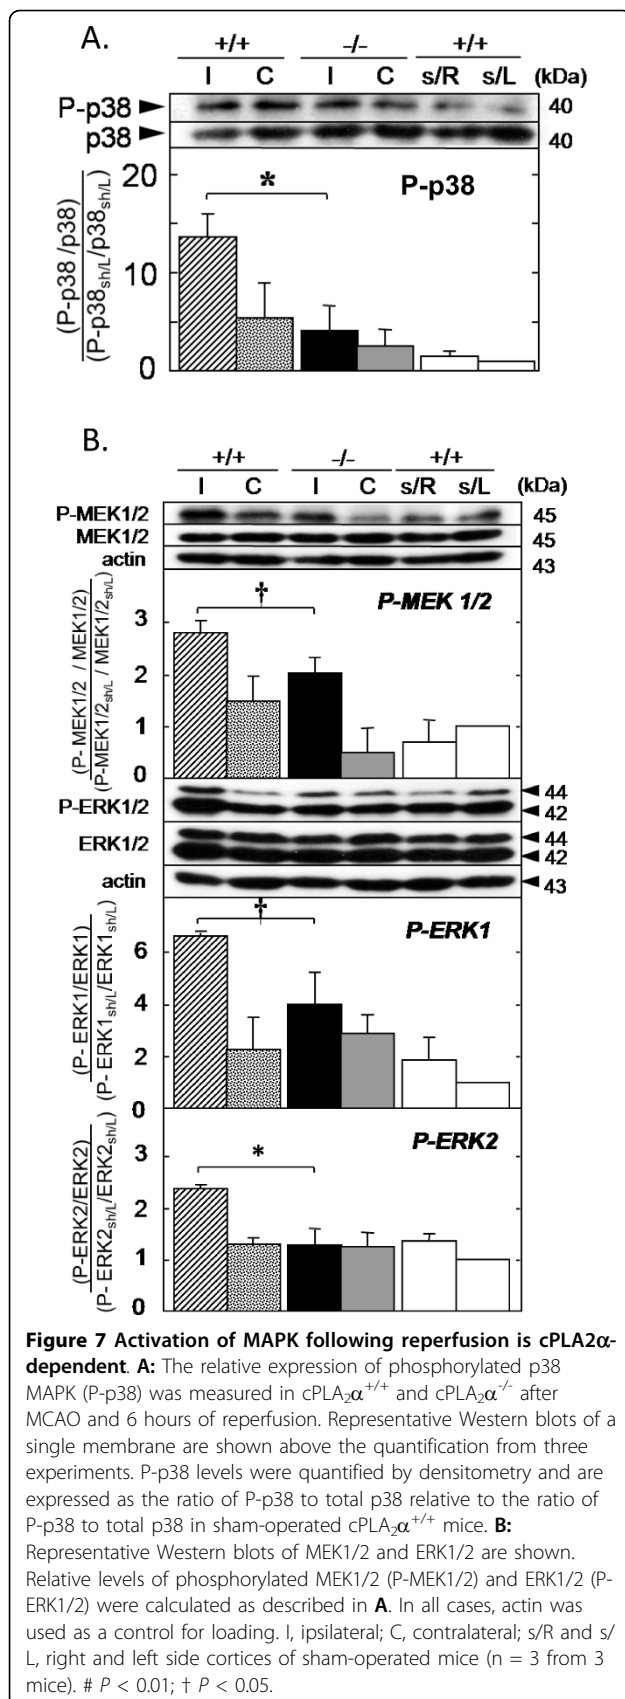 A.
+/+ -/- +/+
I C I C s/R s/L (kDa)
P-p38 40
p38 40
(P-p38 /p38)
(P-p38sh/L/p38sh/L)
20
10
0
*
P-p38
B.
+/+ -/- +/+
I C I C s/R s/L (kDa)
P-MEK1/2 45
MEK1/2 45
actin 43
(P-MEK1/2 / MEK1/2)
(P-MEK1/2sh/L / MEK1/2sh/L)
3
2
1
0
†
P-MEK 1/2
P-ERK1/2 44
42
ERK1/2 44
42
actin 43
(P- ERK1/ERK1)
(P- ERK1sh/L/ERK1sh/L)
6
4
2
0
†
P-ERK1
(P-ERK2/ERK2)
(P- ERK2sh/L/ERK2sh/L)
3
2
1
0
*
P-ERK2
Figure 7 Activation of MAPK following reperfusion is cPLA2α-
dependent. A: The relative expression of phosphorylated p38
MAPK (P-p38) was measured in cPLA₂α⁺/⁺ and cPLA₂α⁻/⁻ after
MCAO and 6 hours of reperfusion. Representative Western blots of a
single membrane are shown above the quantification from three
experiments. P-p38 levels were quantified by densitometry and are
expressed as the ratio of P-p38 to total p38 relative to the ratio of
P-p38 to total p38 in sham-operated cPLA₂α⁺/⁺ mice. B:
Representative Western blots of MEK1/2 and ERK1/2 are shown.
Relative levels of phosphorylated MEK1/2 (P-MEK1/2) and ERK1/2 (P-
ERK1/2) were calculated as described in A. In all cases, actin was
used as a control for loading. I, ipsilateral; C, contralateral; s/R and s/
L, right and left side cortices of sham-operated mice (n = 3 from 3
mice). # P < 0.01; † P < 0.05.